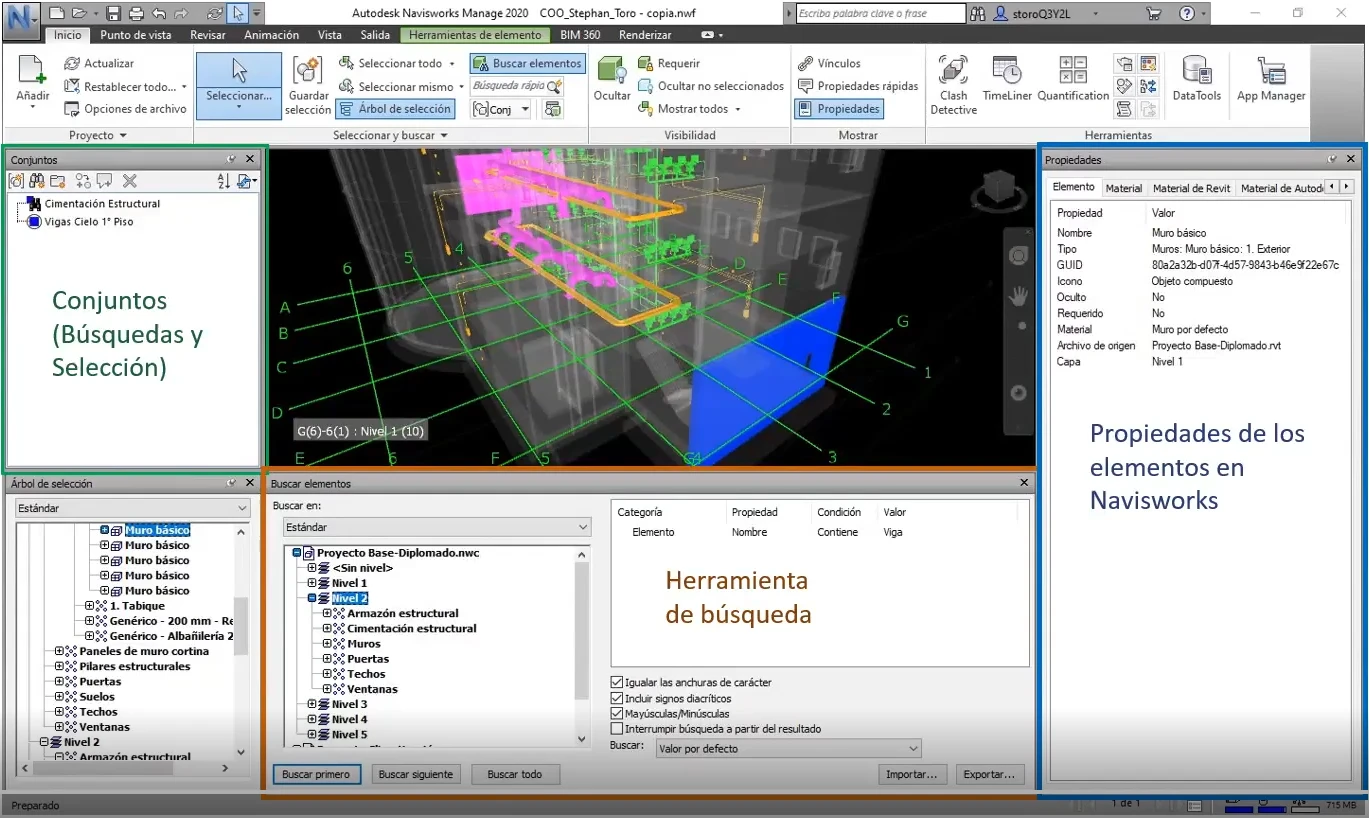 Autodesk Navisworks Manage 2020 COO_Stephan_Toro - copia.nwf
Escriba palabra clave o frase
storoQ3Y2L
Inicio Punto de vista Revisar Animación Vista Salida Herramientas de elemento BIM 360 Renderizar
Añadir
Actualizar
Restablecer todo...
Opciones de archivo
Proyecto
Seleccionar...
Guardar selección
Seleccionar todo
Seleccionar mismo
Árbol de selección
Buscar elementos
Búsqueda rápid
Conj
Seleccionar y buscar
Ocultar
Requerir
Ocultar no seleccionados
Mostrar todos
Visibilidad
Vínculos
Propiedades rápidas
Propiedades
Mostrar
Clash Detective
TimeLiner
Quantification
DataTools
App Manager
Herramientas
Conjuntos
Cimentación Estructural
Vigas Cielo 1° Piso
Conjuntos
(Búsquedas y
Selección)
6 5 4
A
B
C
D
E 6 F 5 G4 3
D
E
F
G
1
2
G(6)-6(1) : Nivel 1 (10)
Propiedades
Elemento Material Material de Revit Material de Autod
Propiedad Valor
Nombre Muro básico
Tipo Muros: Muro básico: 1. Exterior
GUID 80a2a32b-d07f-4d57-9843-b46e9f22e67c
Icono Objeto compuesto
Oculto No
Requerido No
Material Muro por defecto
Archivo de origen Proyecto Base-Diplomado.rvt
Capa Nivel 1
Propiedades de los
elementos en
Navisworks
Árbol de selección
Estándar
Muro básico
Muro básico
Muro básico
Muro básico
Muro básico
1. Tabique
Genérico - 200 mm - Re
Genérico - Albañilería 2
Paneles de muro cortina
Pilares estructurales
Puertas
Suelos
Techos
Ventanas
Nivel 2
Armazón estructural
Buscar elementos
Buscar en:
Estándar
Proyecto Base-Diplomado.nwc
<Sin nivel>
Nivel 1
Nivel 2
Armazón estructural
Cimentación estructural
Muros
Puertas
Techos
Ventanas
Nivel 3
Nivel 4
Nivel 5
Categoría Propiedad Condición Valor
Elemento Nombre Contiene Viga
Herramienta
de búsqueda
Igualar las anchuras de carácter
Incluir signos diacríticos
Mayúsculas/Minúsculas
Interrumpir búsqueda a partir del resultado
Buscar: Valor por defecto
Buscar primero Buscar siguiente Buscar todo Importar... Exportar...
Preparado
1 de 1
715 MB